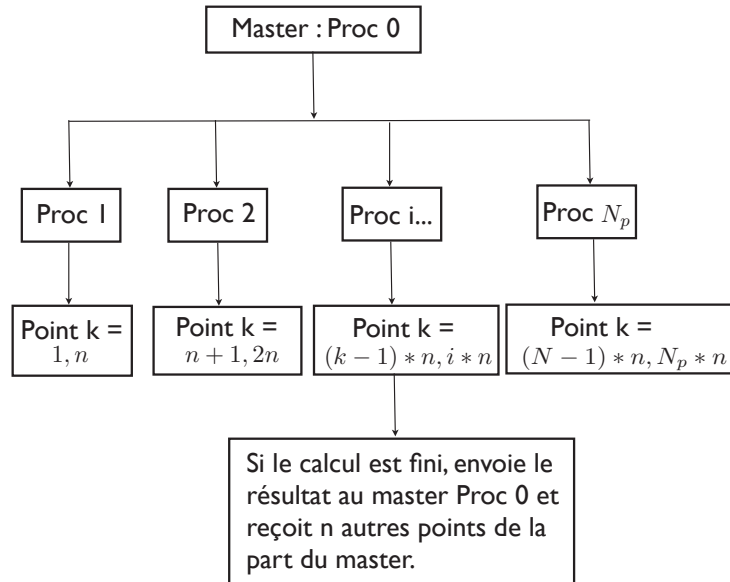 Master : Proc 0
Proc 1
Proc 2
Proc i...
Proc $N_p$
Point k =
$1, n$
Point k =
$n + 1, 2n$
Point k =
$(k - 1) * n, i * n$
Point k =
$(N - 1) * n, N_p * n$
Si le calcul est fini, envoie le
résultat au master Proc 0 et
reçoit n autres points de la
part du master.